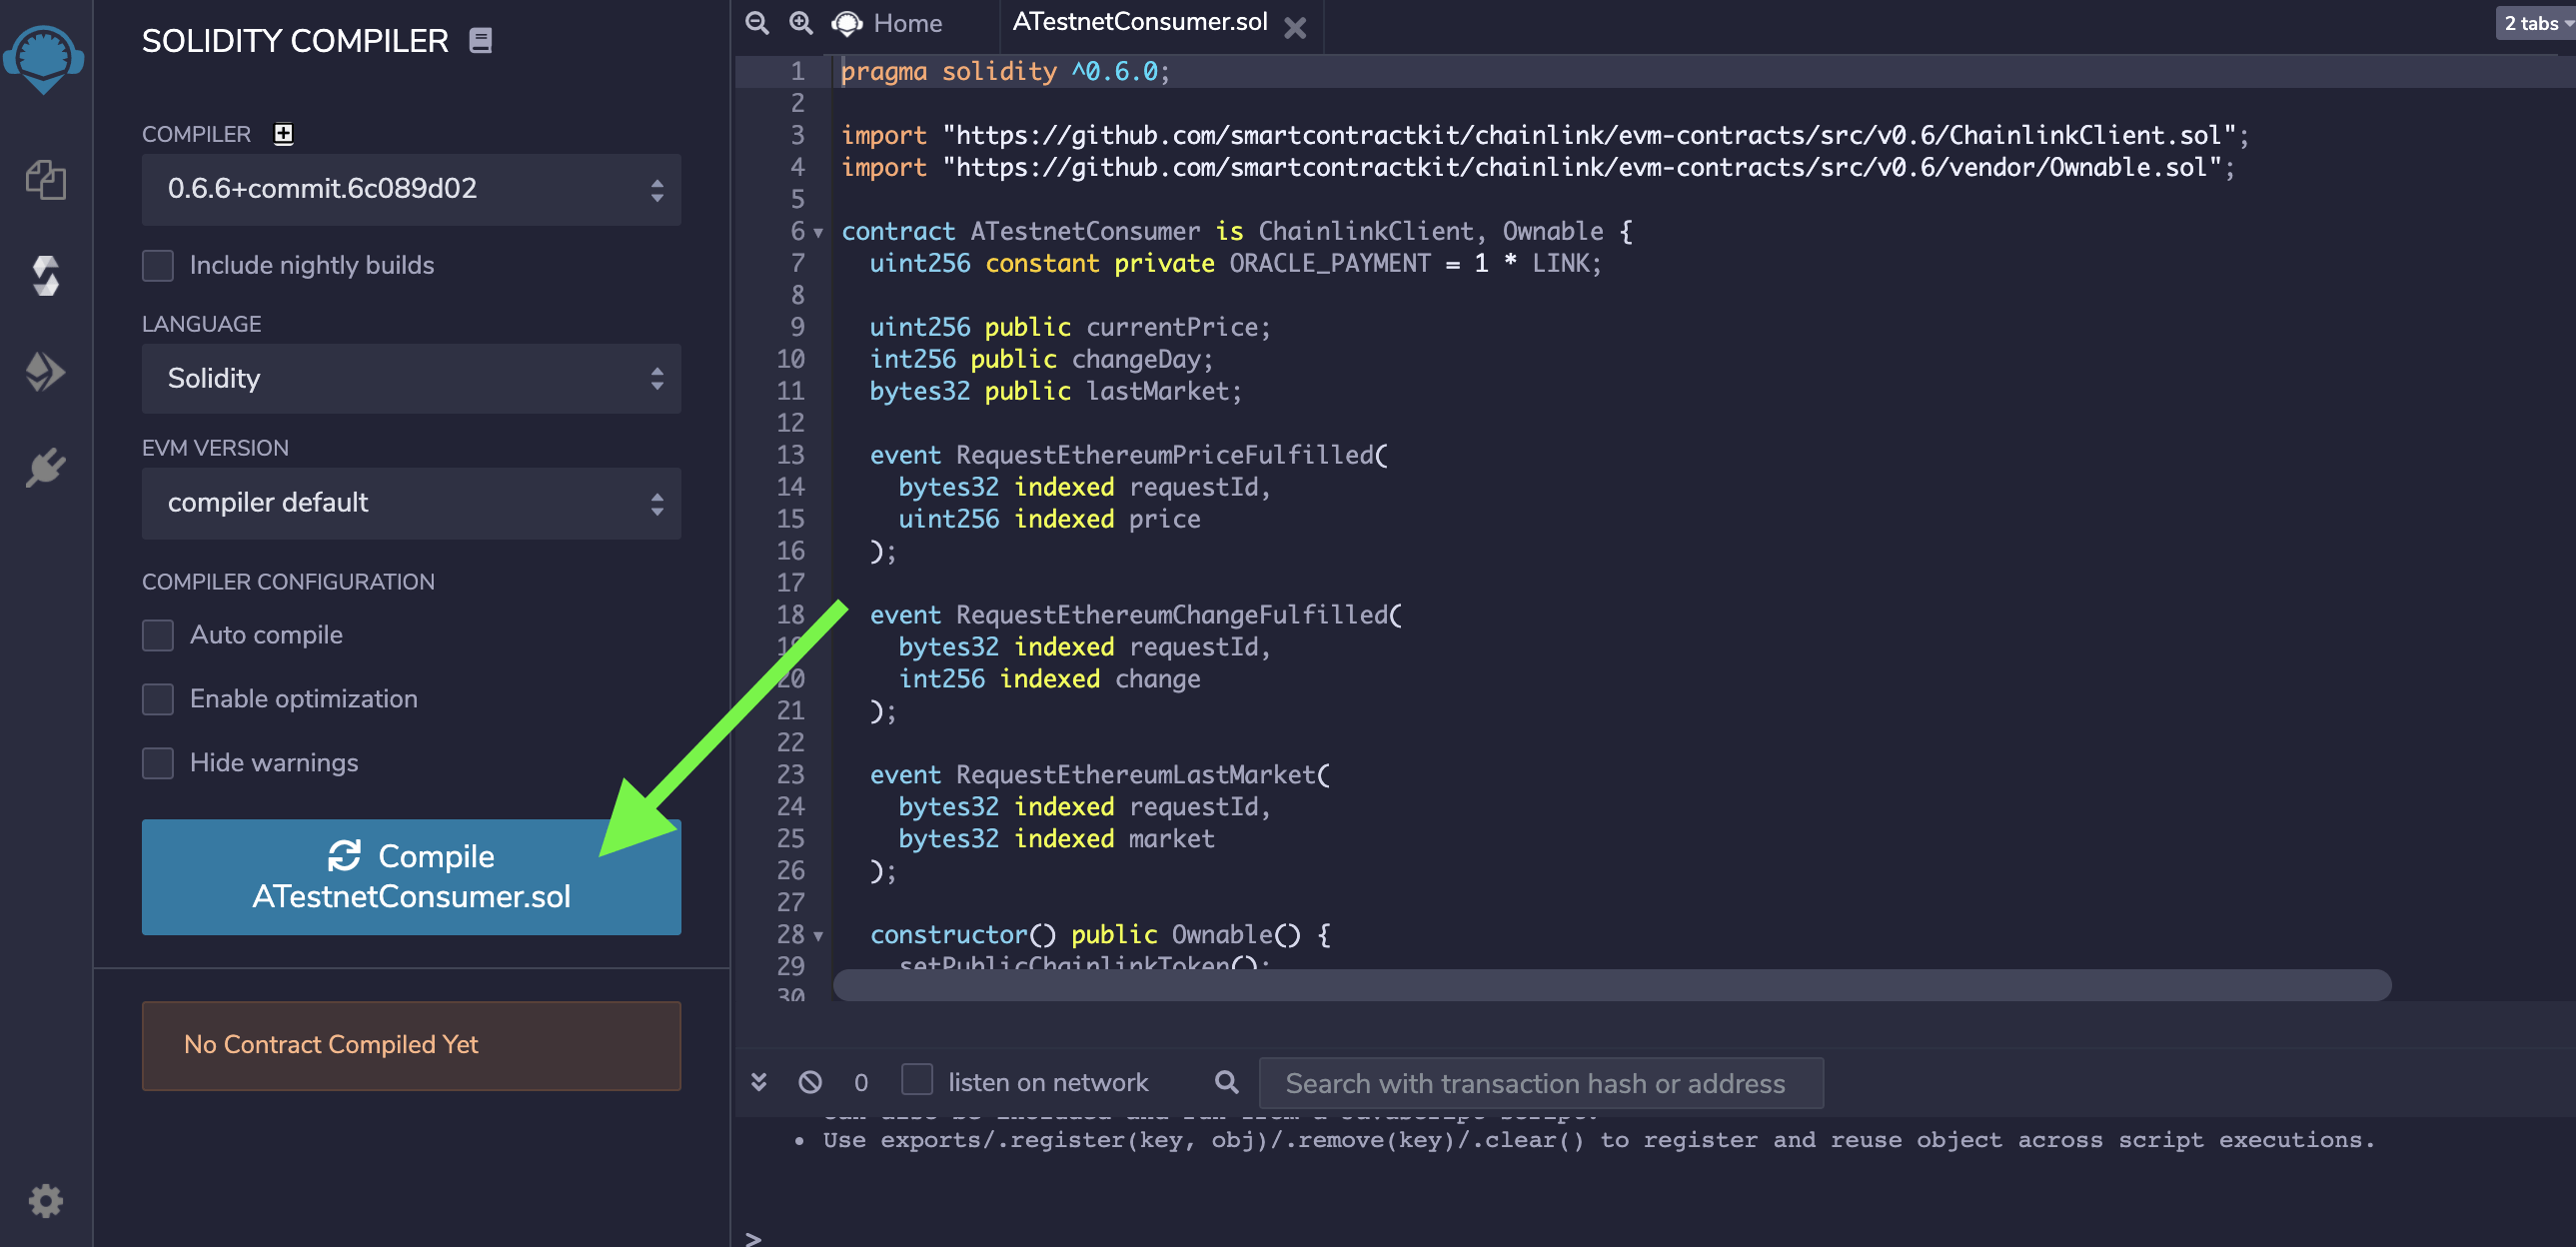 SOLIDITY COMPILER
COMPILER
0.6.6+commit.6c089d02
Include nightly builds
LANGUAGE
Solidity
EVM VERSION
compiler default
COMPILER CONFIGURATION
Auto compile
Enable optimization
Hide warnings
Compile
ATestnetConsumer.sol
No Contract Compiled Yet
Home
ATestnetConsumer.sol
2 tabs
1 pragma solidity ^0.6.0;
2
3 import "https://github.com/smartcontractkit/chainlink/evm-contracts/src/v0.6/ChainlinkClient.sol";
4 import "https://github.com/smartcontractkit/chainlink/evm-contracts/src/v0.6/vendor/Ownable.sol";
5
6 contract ATestnetConsumer is ChainlinkClient, Ownable {
7 uint256 constant private ORACLE_PAYMENT = 1 * LINK;
8
9 uint256 public currentPrice;
10 int256 public changeDay;
11 bytes32 public lastMarket;
12
13 event RequestEthereumPriceFulfilled(
14 bytes32 indexed requestId,
15 uint256 indexed price
16 );
17
18 event RequestEthereumChangeFulfilled(
19 bytes32 indexed requestId,
20 int256 indexed change
21 );
22
23 event RequestEthereumLastMarket(
24 bytes32 indexed requestId,
25 bytes32 indexed market
26 );
27
28 constructor() public Ownable() {
29 setPublicChainlinkToken();
30
0
listen on network
Search with transaction hash or address
can also be included and run from a JavaScript script.
• Use exports/.register(key, obj)/.remove(key)/.clear() to register and reuse object across script executions.
>